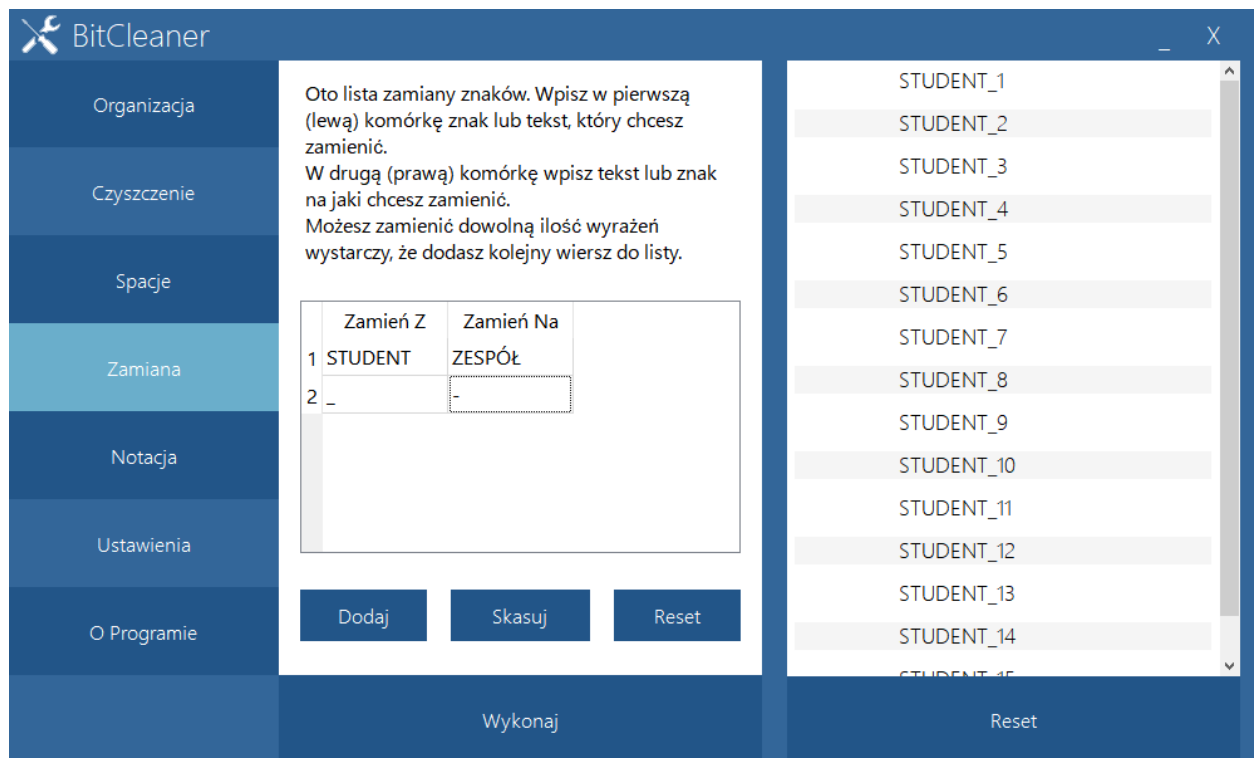 BitCleaner
_ X
Organizacja
Czyszczenie
Spacje
Zamiana
Notacja
Ustawienia
O Programie
Oto lista zamiany znaków. Wpisz w pierwszą
(lewą) komórkę znak lub tekst, który chcesz
zamienić.
W drugą (prawą) komórkę wpisz tekst lub znak
na jaki chcesz zamienić.
Możesz zamienić dowolną ilość wyrażeń
wystarczy, że dodasz kolejny wiersz do listy.
Zamień Z Zamień Na
1 STUDENT ZESPÓŁ
2 _ -
Dodaj Skasuj Reset
Wykonaj
STUDENT_1
STUDENT_2
STUDENT_3
STUDENT_4
STUDENT_5
STUDENT_6
STUDENT_7
STUDENT_8
STUDENT_9
STUDENT_10
STUDENT_11
STUDENT_12
STUDENT_13
STUDENT_14
STUDENT_15
Reset